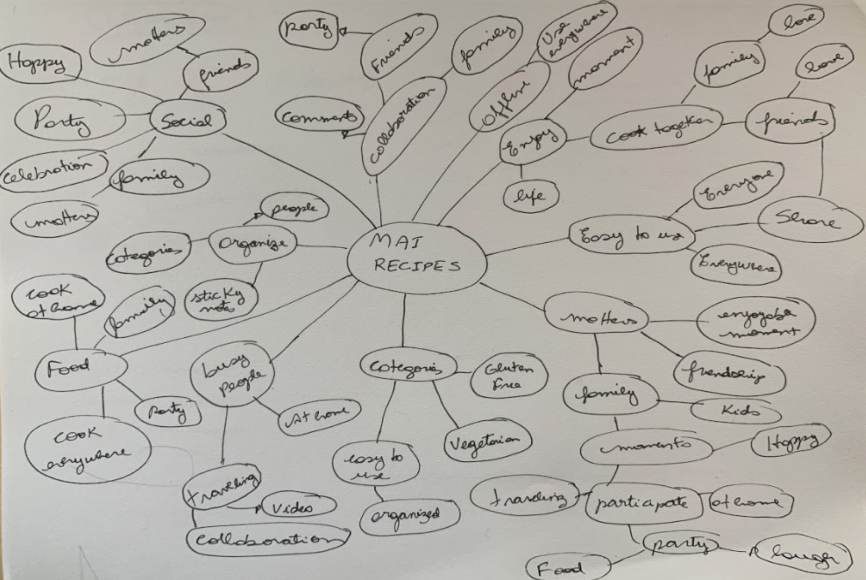 matters
Happy
friends
Party
Social
Celebration
family
matters
Party
Friends
family
Comments
Collaboration
offline
Use
everywhere
moment
Enjoy
life
cook together
family
love
love
friends
Share
Easy to use
Everyone
Everywhere
people
organize
Categories
sticky
notes
MAI
RECIPES
cook
at home
family
Food
party
cook
everywhere
busy
people
At home
traveling
video
collaboration
Categories
Gluten
Free
Vegetarian
easy to
use
organized
matters
enjoyable
moment
friendship
family
Kids
moments
Happy
traveling
participate
at home
party
Food
laugh